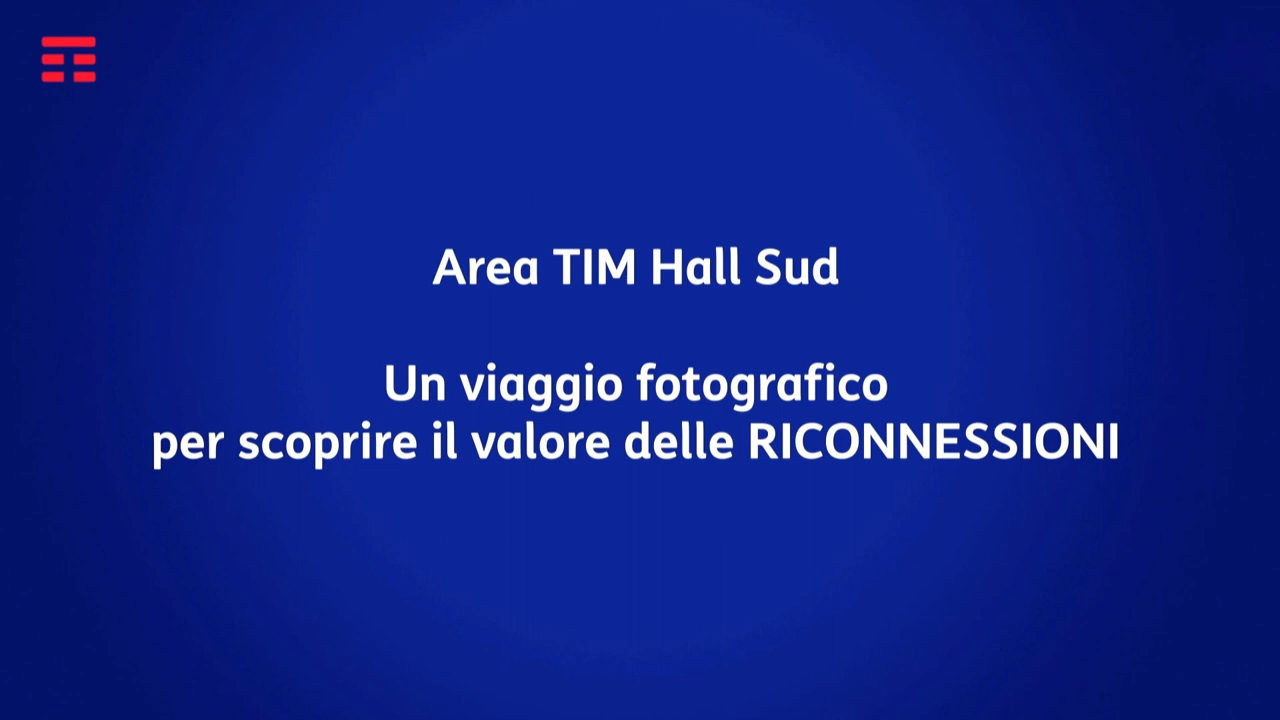 Area TIM Hall Sud
Un viaggio fotografico
per scoprire il valore delle RICONNESSIONI